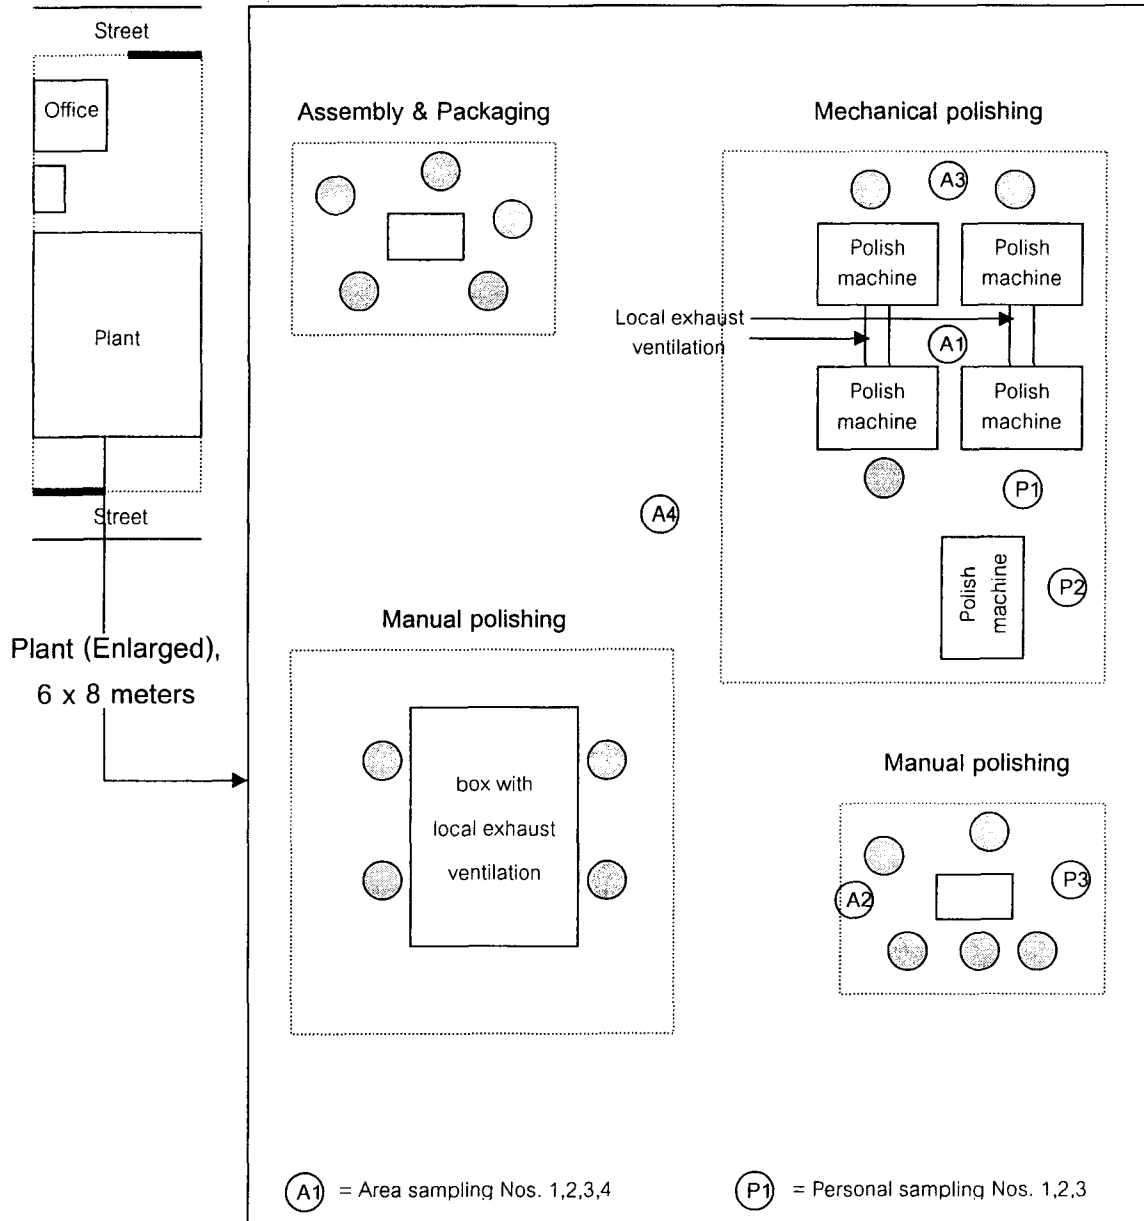 Street
Office
Plant
Street
Plant (Enlarged),
6 x 8 meters
Assembly & Packaging
Mechanical polishing
A3
Polish
machine
Polish
machine
Local exhaust
ventilation
A1
Polish
machine
Polish
machine
P1
A4
Polish
machine
P2
Manual polishing
box with
local exhaust
ventilation
Manual polishing
A2
P3
A1 = Area sampling Nos. 1,2,3,4
P1 = Personal sampling Nos. 1,2,3